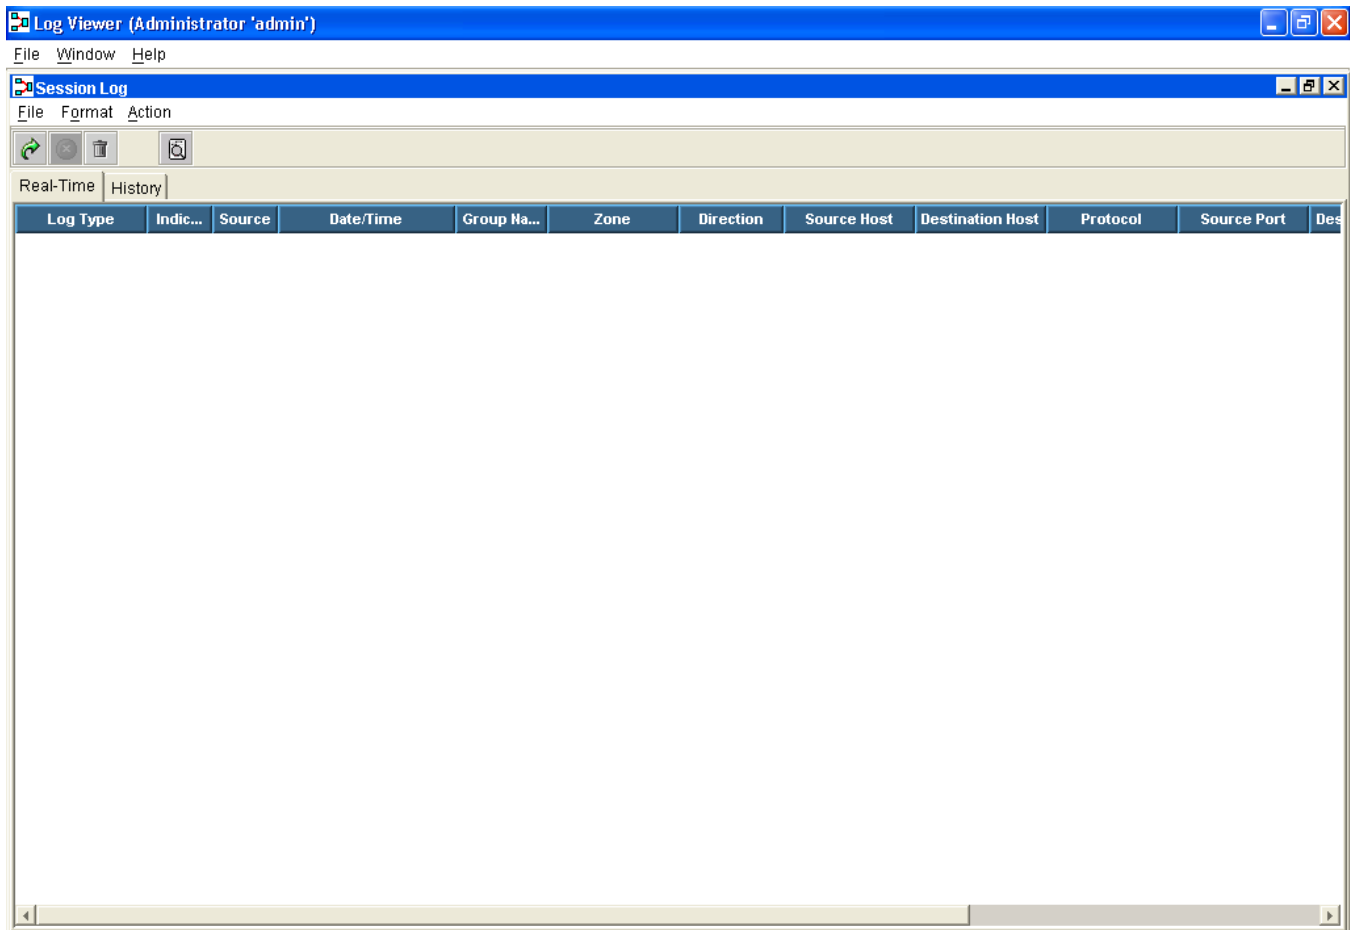 Log Viewer (Administrator 'admin')
File Window Help
Session Log
File Format Action
Real-Time History
Log Type Indic... Source Date/Time Group Na... Zone Direction Source Host Destination Host Protocol Source Port Des